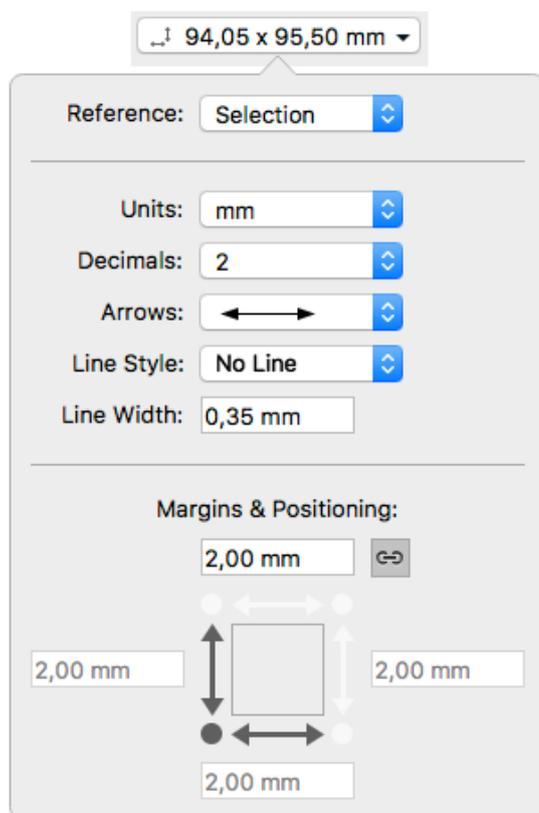 94,05 x 95,50 mm
Reference: Selection
Units: mm
Decimals: 2
Arrows:
Line Style: No Line
Line Width: 0,35 mm
Margins & Positioning:
2,00 mm
2,00 mm 2,00 mm
2,00 mm